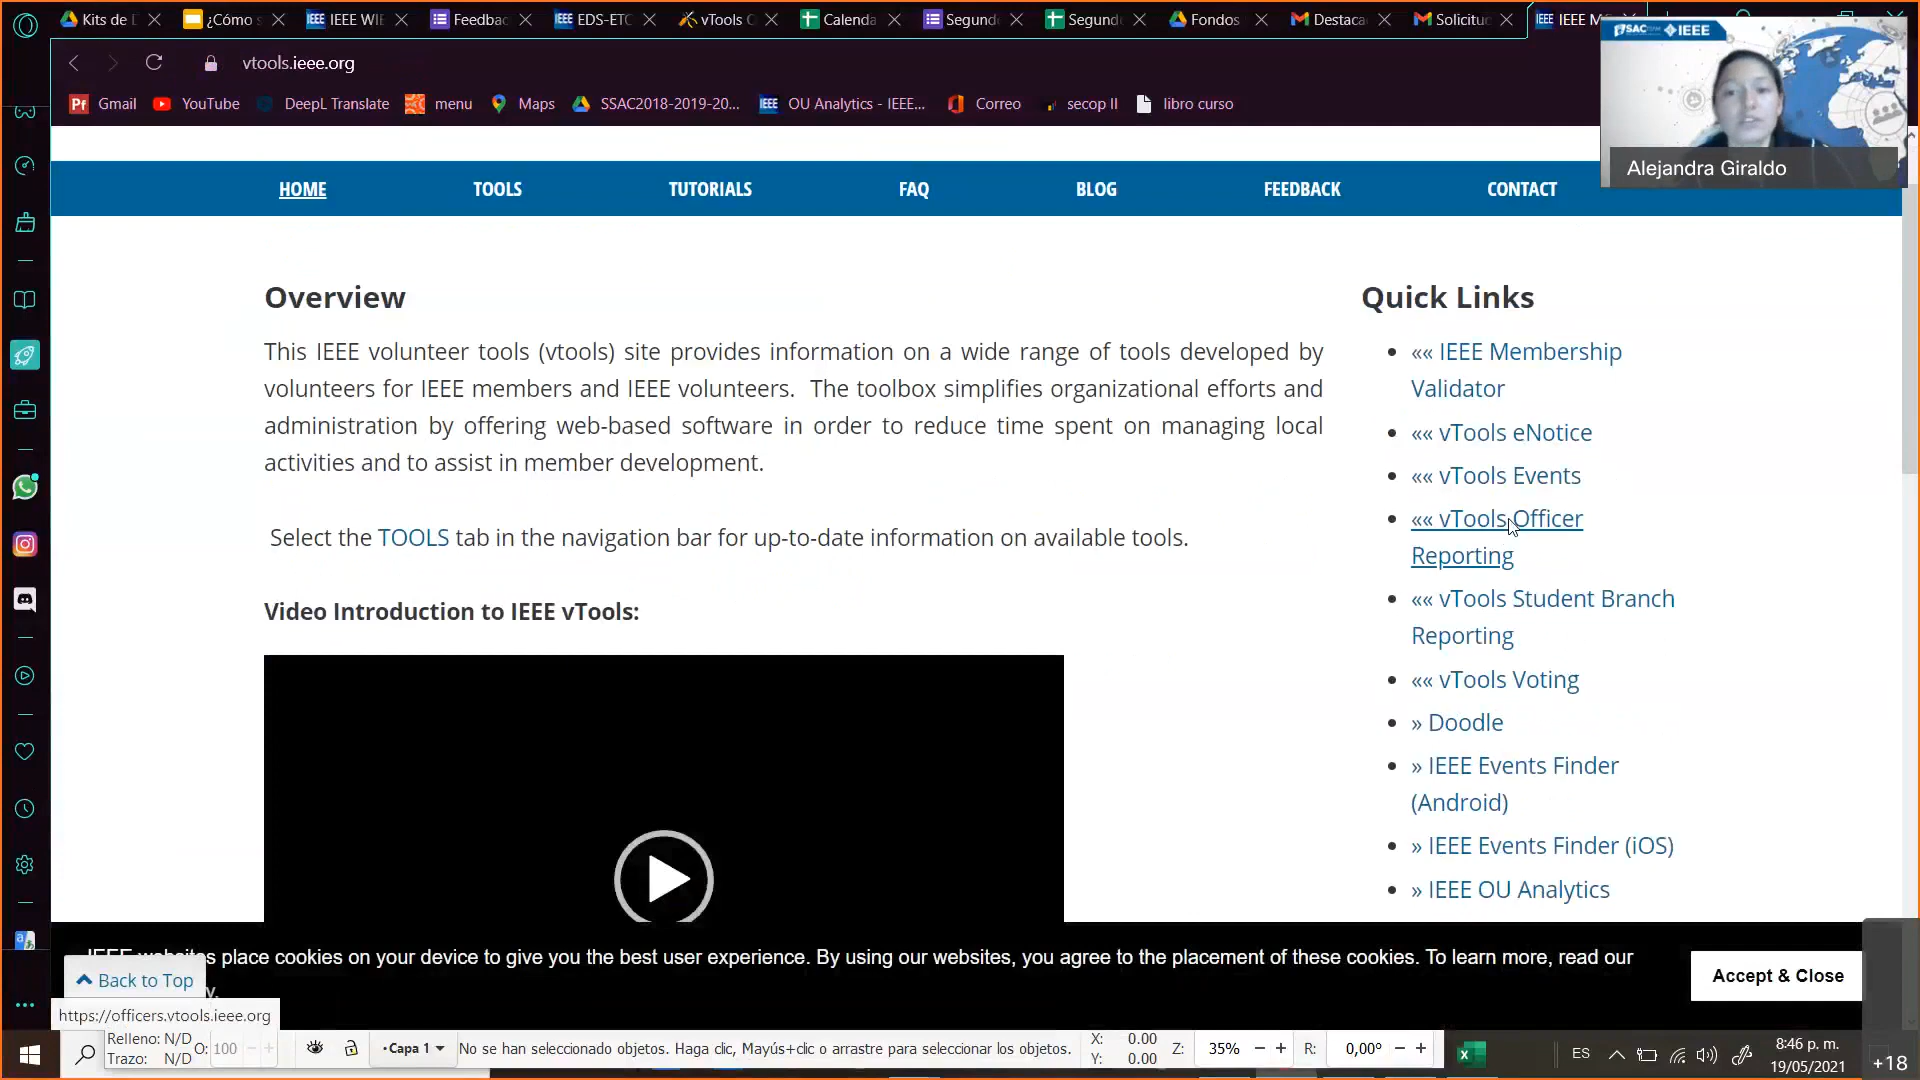 Kits de D
¿Cómo s
IEEE WIE
Feedbac
EDS-ETC
vTools O
Calenda
Segundo
Segundo
Fondos
Destaca
Solicitud
IEEE M
vtools.ieee.org
Gmail
YouTube
DeepL Translate
menu
Maps
SSAC2018-2019-20...
OU Analytics - IEEE...
Correo
secop II
libro curso
SAC IEEE
Alejandra Giraldo
HOME
TOOLS
TUTORIALS
FAQ
BLOG
FEEDBACK
CONTACT
Overview
This IEEE volunteer tools (vtools) site provides information on a wide range of tools developed by
volunteers for IEEE members and IEEE volunteers. The toolbox simplifies organizational efforts and
administration by offering web-based software in order to reduce time spent on managing local
activities and to assist in member development.
Select the TOOLS tab in the navigation bar for up-to-date information on available tools.
Video Introduction to IEEE vTools:
Quick Links
«« IEEE Membership
Validator
«« vTools eNotice
«« vTools Events
«« vTools Officer
Reporting
«« vTools Student Branch
Reporting
«« vTools Voting
» Doodle
» IEEE Events Finder
(Android)
» IEEE Events Finder (iOS)
» IEEE OU Analytics
IEEE websites place cookies on your device to give you the best user experience. By using our websites, you agree to the placement of these cookies. To learn more, read our
Accept & Close
Back to Top
https://officers.vtools.ieee.org
Relleno: N/D
Trazo: N/D
O: 100
Capa 1
No se han seleccionado objetos. Haga clic, Mayús+clic o arrastre para seleccionar los objetos.
X: 0.00
Y: 0.00
Z: 35%
R: 0,00º
ES
8:46 p. m.
19/05/2021
+18